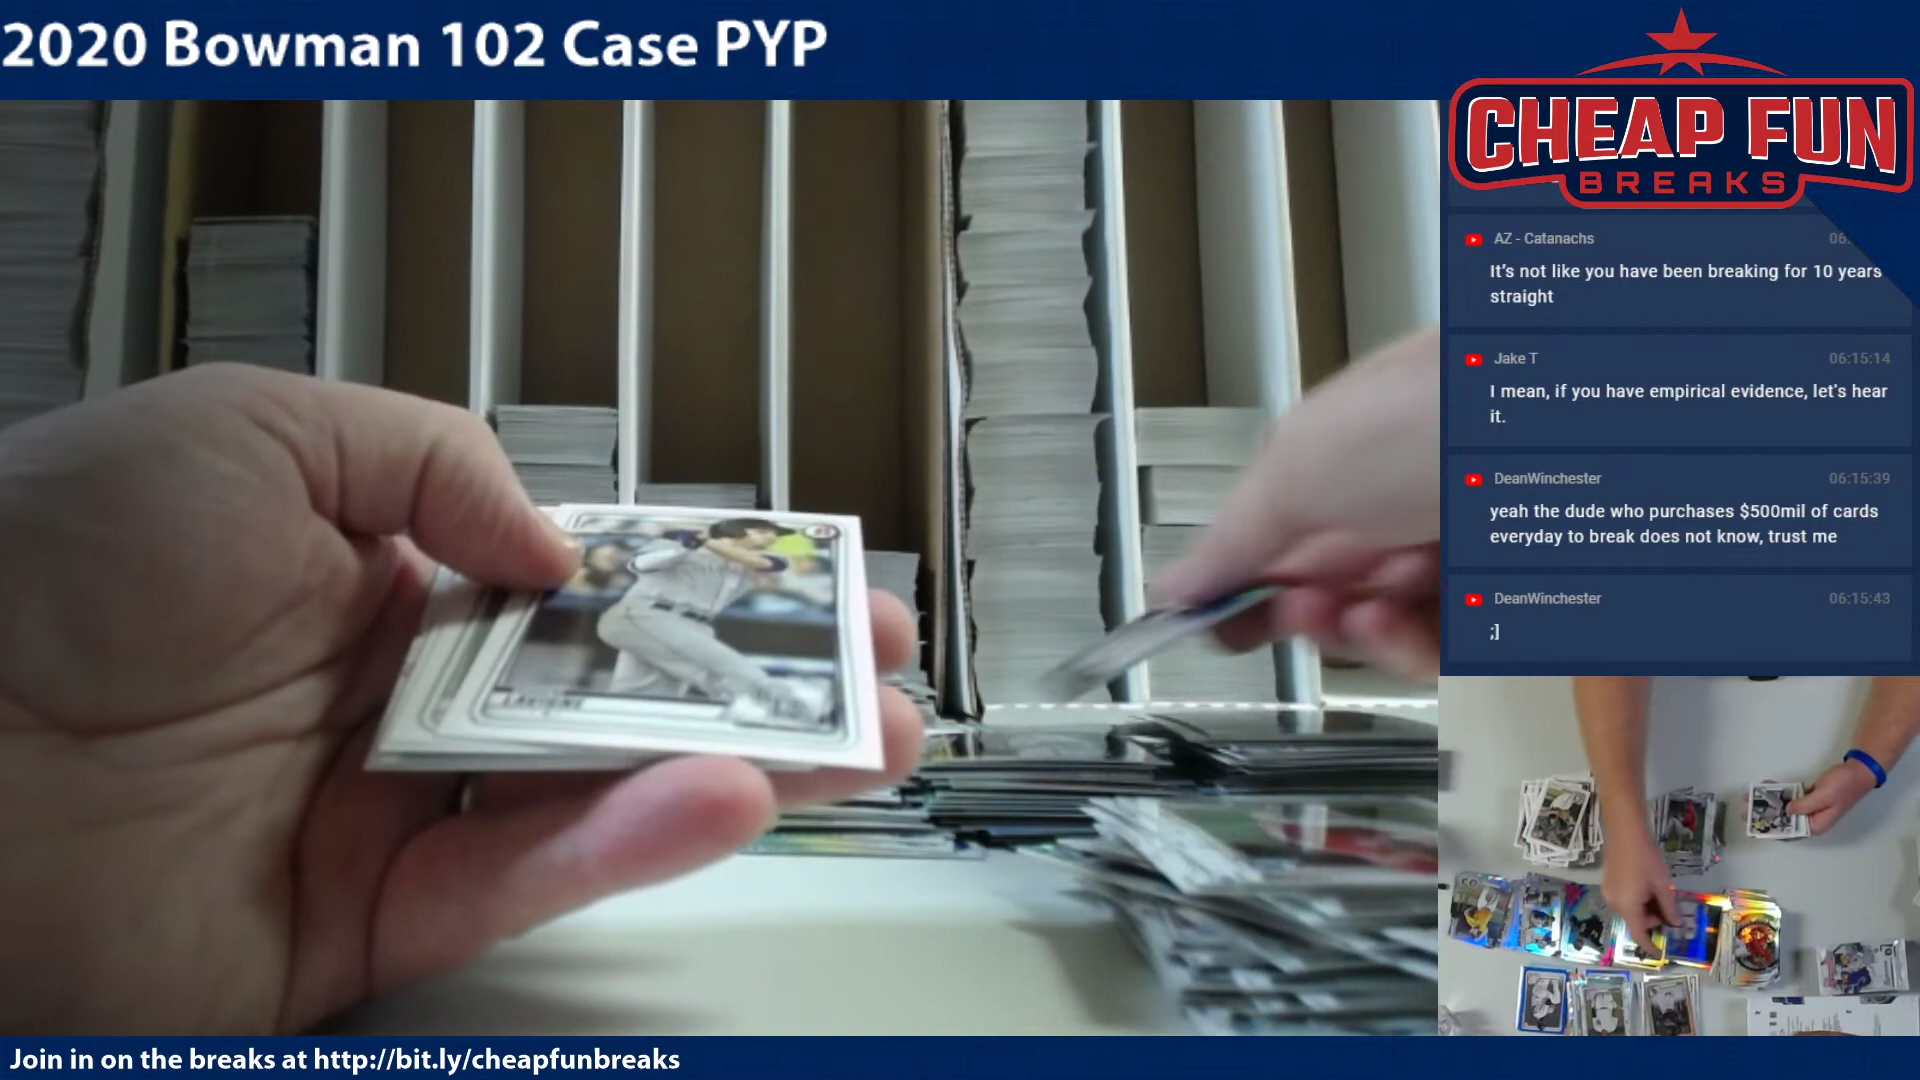 2020 Bowman 102 Case PYP
CHEAP FUN
BREAKS
AZ - Catanachs
06:
It's not like you have been breaking for 10 years
straight
Jake T
06:15:14
I mean, if you have empirical evidence, let's hear
it.
DeanWinchester
06:15:39
yeah the dude who purchases $500mil of cards
everyday to break does not know, trust me
DeanWinchester
06:15:43
;]
Join in on the breaks at http://bit.ly/cheapfunbreaks